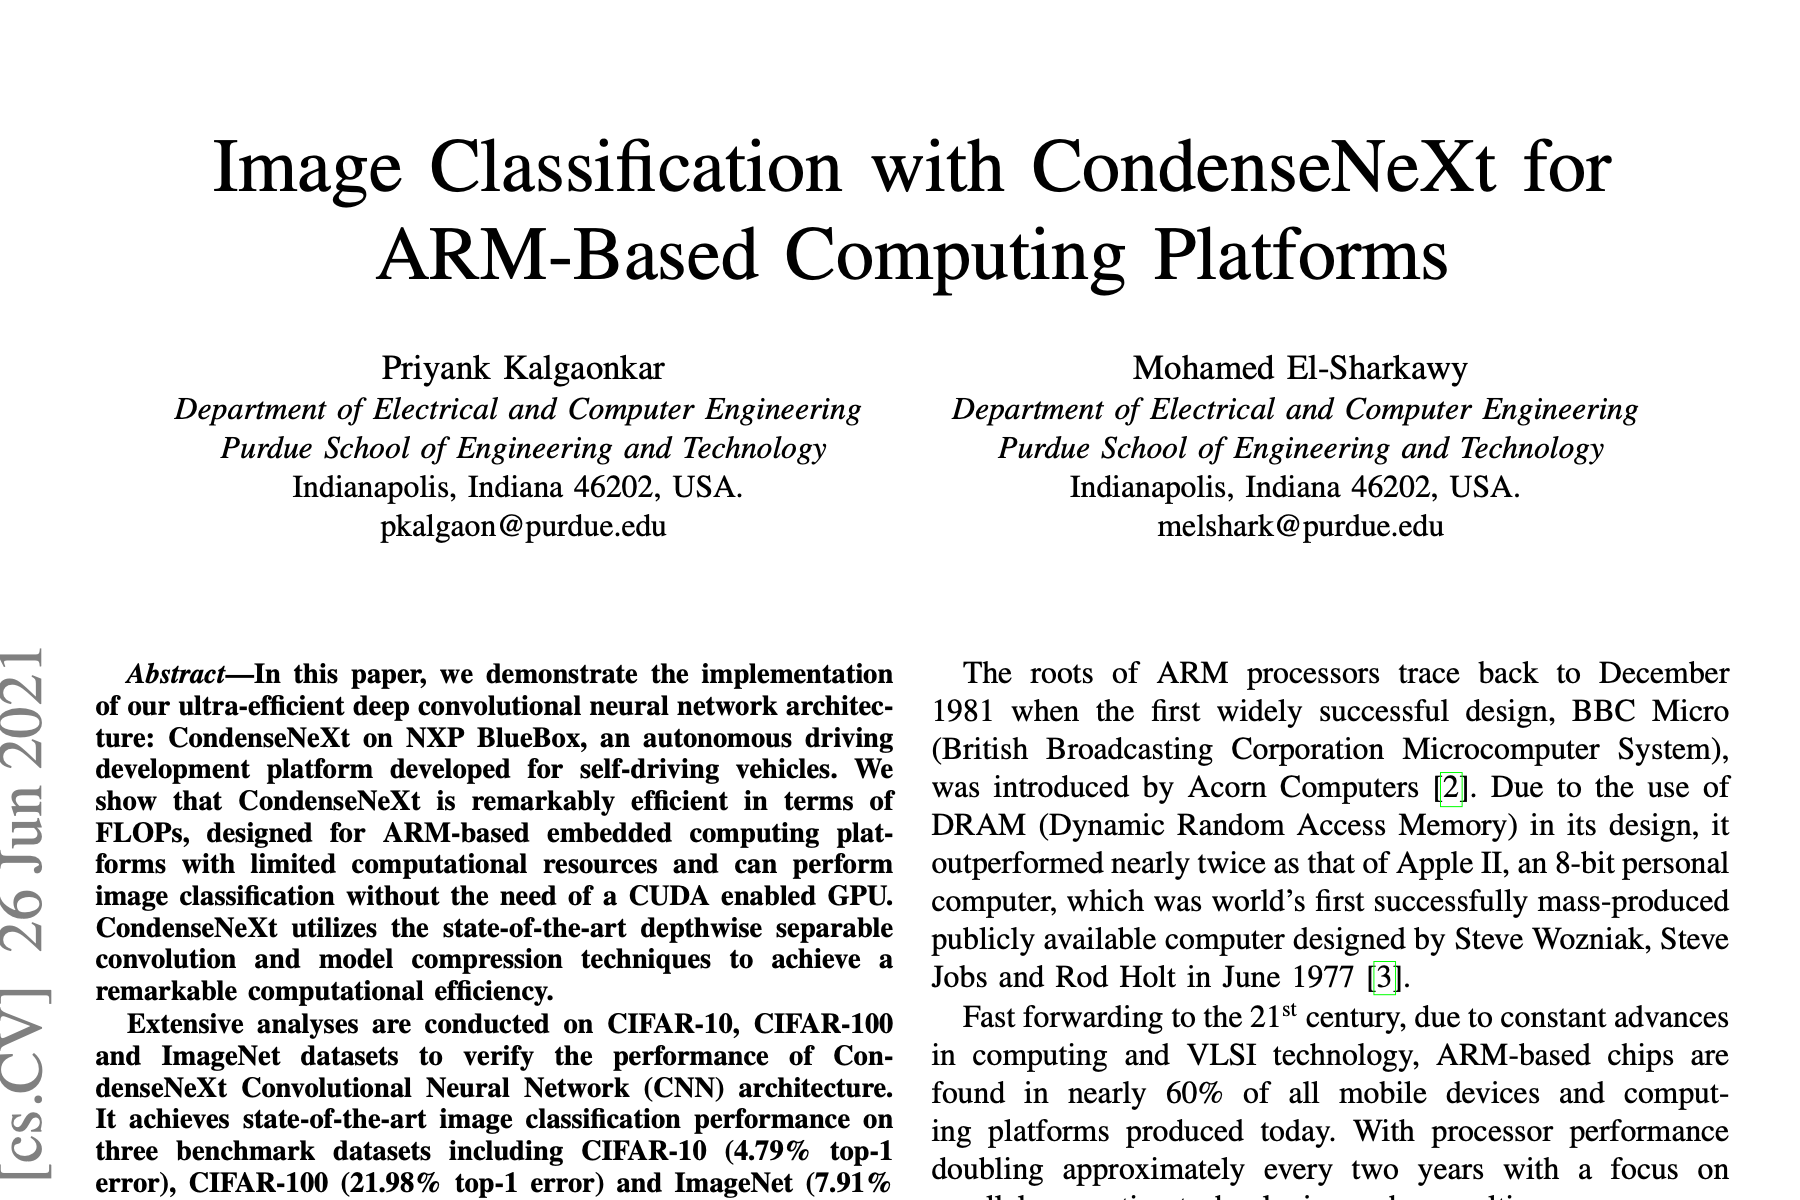 Image Classification with CondenseNeXt for
ARM-Based Computing Platforms
Priyank Kalgaonkar
Department of Electrical and Computer Engineering
Purdue School of Engineering and Technology
Indianapolis, Indiana 46202, USA.
pkalgaon@purdue.edu
Mohamed El-Sharkawy
Department of Electrical and Computer Engineering
Purdue School of Engineering and Technology
Indianapolis, Indiana 46202, USA.
melshark@purdue.edu
[cs.CV] 26 Jun 2021
Abstract—In this paper, we demonstrate the implementation
of our ultra-efficient deep convolutional neural network architec-
ture: CondenseNeXt on NXP BlueBox, an autonomous driving
development platform developed for self-driving vehicles. We
show that CondenseNeXt is remarkably efficient in terms of
FLOPs, designed for ARM-based embedded computing plat-
forms with limited computational resources and can perform
image classification without the need of a CUDA enabled GPU.
CondenseNeXt utilizes the state-of-the-art depthwise separable
convolution and model compression techniques to achieve a
remarkable computational efficiency.
Extensive analyses are conducted on CIFAR-10, CIFAR-100
and ImageNet datasets to verify the performance of Con-
denseNeXt Convolutional Neural Network (CNN) architecture.
It achieves state-of-the-art image classification performance on
three benchmark datasets including CIFAR-10 (4.79% top-1
error), CIFAR-100 (21.98% top-1 error) and ImageNet (7.91%
The roots of ARM processors trace back to December
1981 when the first widely successful design, BBC Micro
(British Broadcasting Corporation Microcomputer System),
was introduced by Acorn Computers [2]. Due to the use of
DRAM (Dynamic Random Access Memory) in its design, it
outperformed nearly twice as that of Apple II, an 8-bit personal
computer, which was world's first successfully mass-produced
publicly available computer designed by Steve Wozniak, Steve
Jobs and Rod Holt in June 1977 [3].
Fast forwarding to the 21st century, due to constant advances
in computing and VLSI technology, ARM-based chips are
found in nearly 60% of all mobile devices and comput-
ing platforms produced today. With processor performance
doubling approximately every two years with a focus on